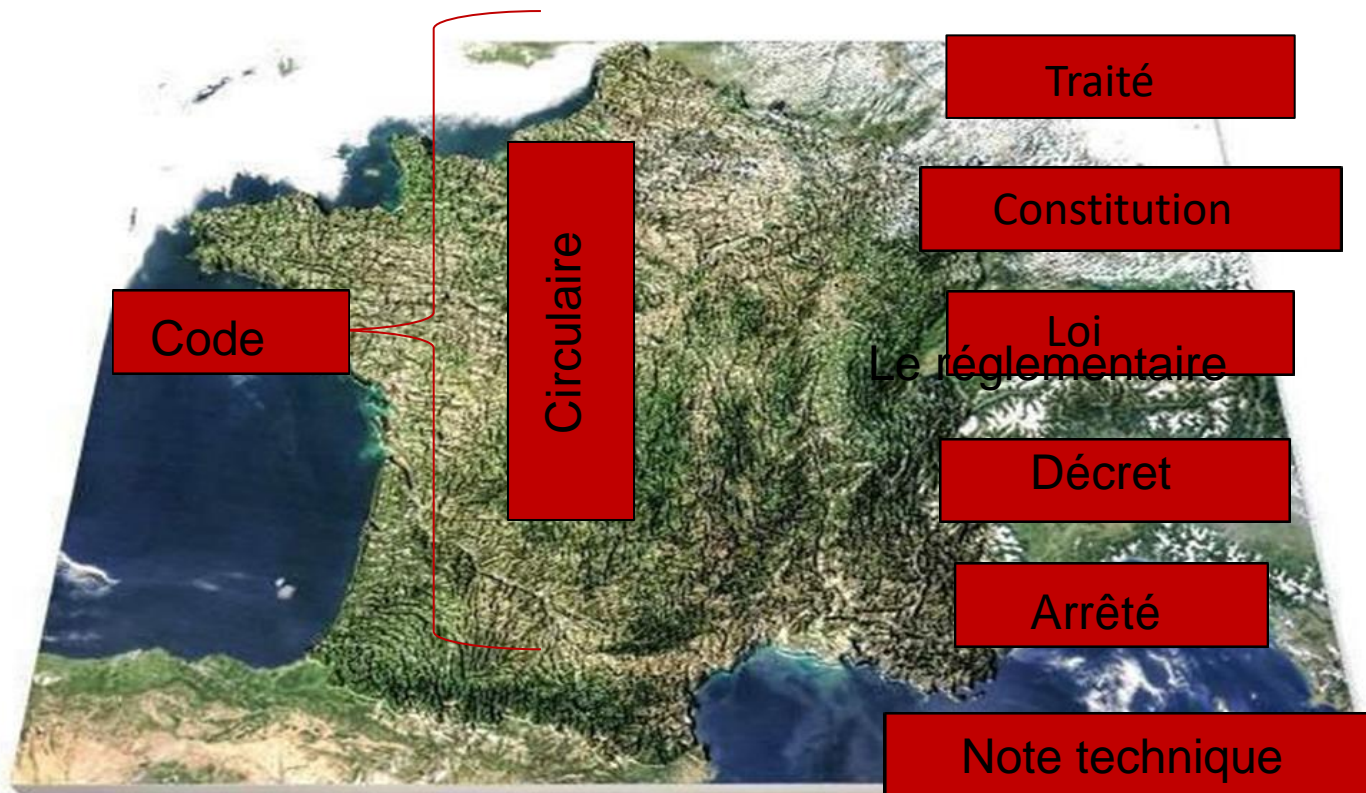 Traité
Constitution
Loi
Le réglementaire
Code
Circulaire
Décret
Arrêté
Note technique